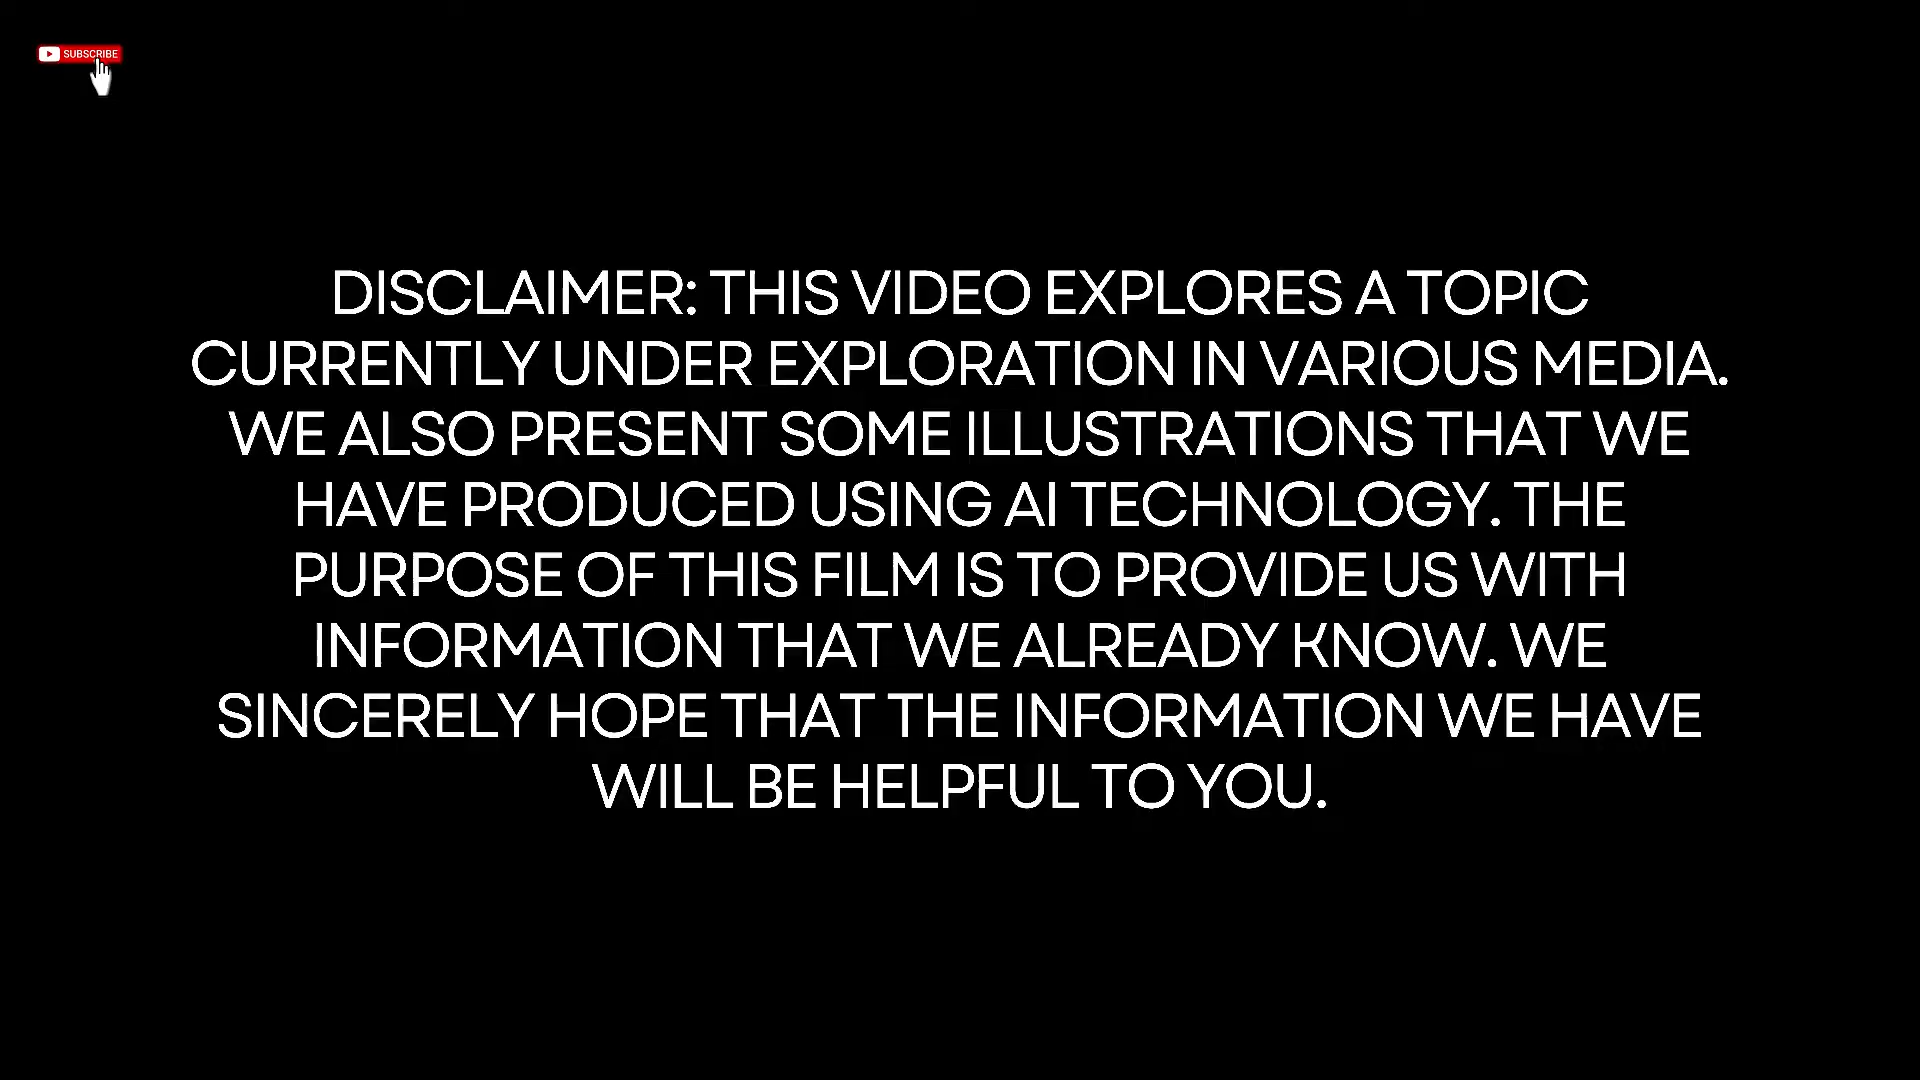 SUBSCRIBE
DISCLAIMER: THIS VIDEO EXPLORES A TOPIC
CURRENTLY UNDER EXPLORATION IN VARIOUS MEDIA.
WE ALSO PRESENT SOME ILLUSTRATIONS THAT WE
HAVE PRODUCED USING AI TECHNOLOGY. THE
PURPOSE OF THIS FILM IS TO PROVIDE US WITH
INFORMATION THAT WE ALREADY KNOW. WE
SINCERELY HOPE THAT THE INFORMATION WE HAVE
WILL BE HELPFUL TO YOU.